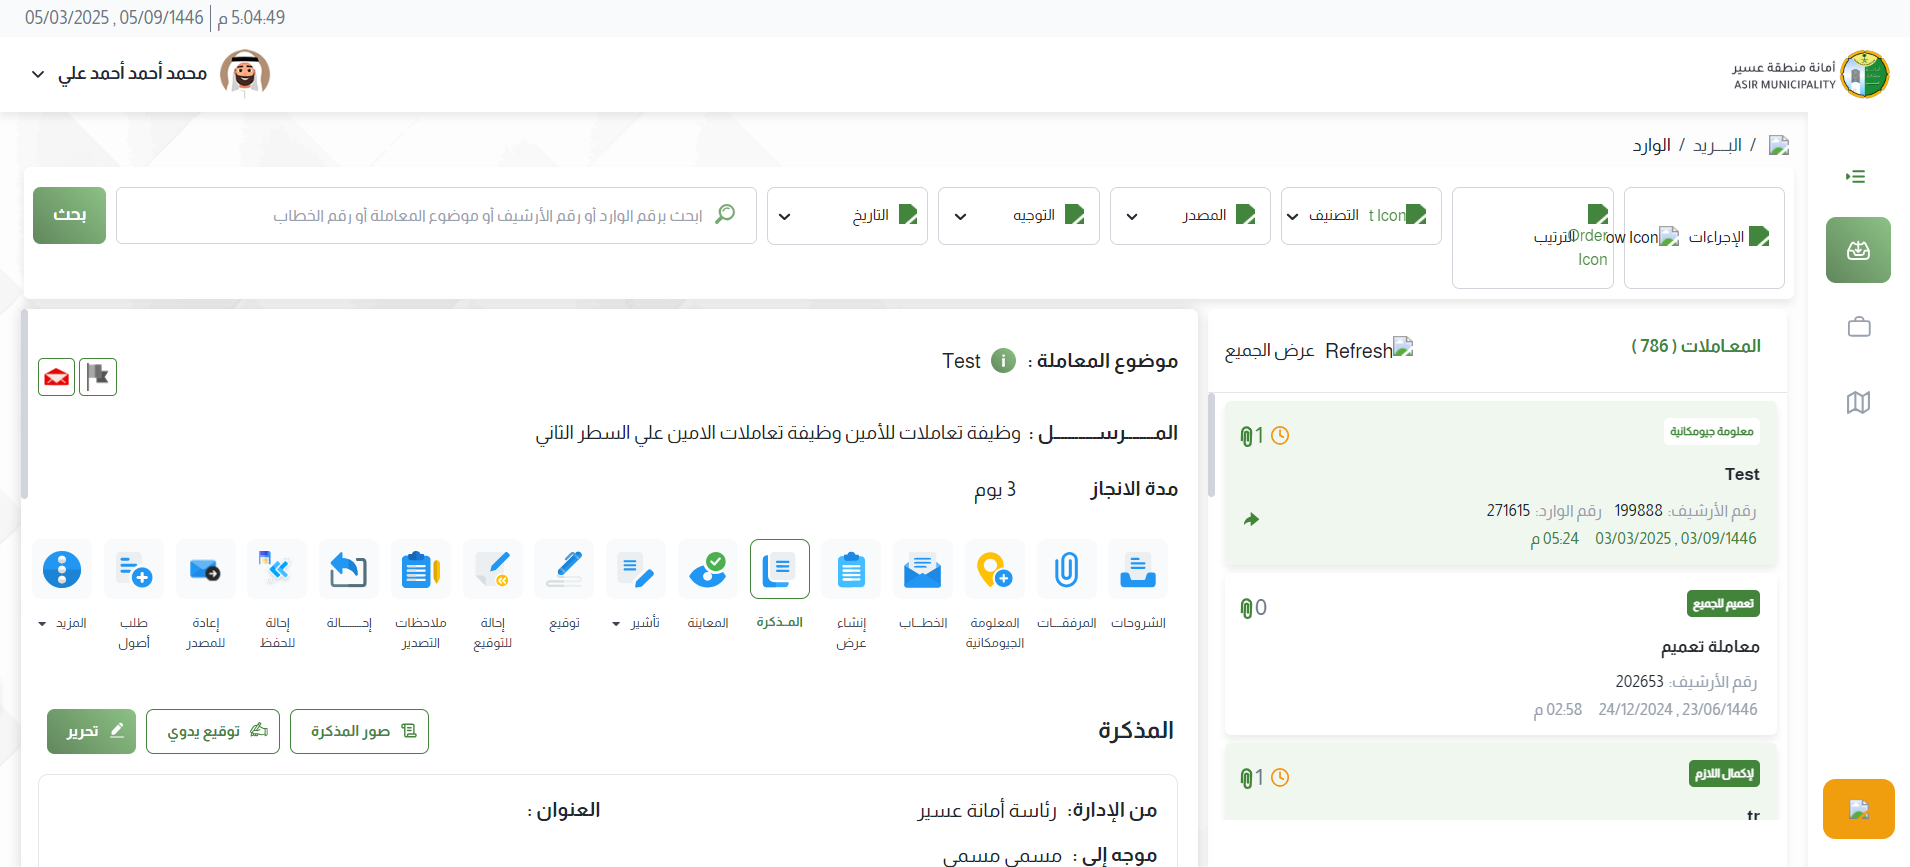 05/03/2025 , 05/09/1446 | 5:04:49 م
محمد أحمد أحمد علي
أمانة منطقة عسير
ASIR MUNICIPALITY
/ البـــريد / الوارد
الإجراءات
ow Icon
الترتيب
Order Icon
التصنيف
t Icon
المصدر
التوجيه
التاريخ
ابحث برقم الوارد أو رقم الأرشيف أو موضوع المعاملة أو رقم الخطاب
بحث
المعاملات ( 786 )
Refresh
عرض الجميع
معلومة جيومكانية
1
Test
رقم الأرشيف: 199888 رقم الوارد: 271615
03/03/2025 , 03/09/1446 05:24 م
تعميم للجميع
0
معاملة تعميم
رقم الأرشيف: 202653
24/12/2024 , 23/06/1446 02:58 م
لإكمال اللازم
1
tr
موضوع المعاملة : Test
المـــــرســـــــل : وظيفة تعاملات للأمين وظيفة تعاملات الامين علي السطر الثاني
مدة الانجاز 3 يوم
الشروحات
المرفقــات
المعلومة الجيومكانية
الخطــاب
إنشاء عرض
المــذكرة
المعاينة
تأشير
توقيع
إحالة للتوقيع
ملاحظات التصدير
إحـــــالة
إحالة للحفظ
إعادة للمصدر
طلب أصول
المزيد
المذكرة
صور المذكرة
توقيع يدوي
تحرير
من الإدارة: رئاسة أمانة عسير
العنوان :
موجه إلى : مسمى مسمى